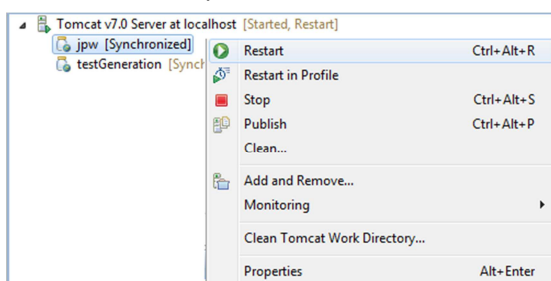 Tomcat v7.0 Server at localhost [Started, Restart]
jpw [Synchronized]
testGeneration [Synch
Restart Ctrl+Alt+R
Restart in Profile
Stop Ctrl+Alt+S
Publish Ctrl+Alt+P
Clean...
Add and Remove...
Monitoring
Clean Tomcat Work Directory...
Properties Alt+Enter